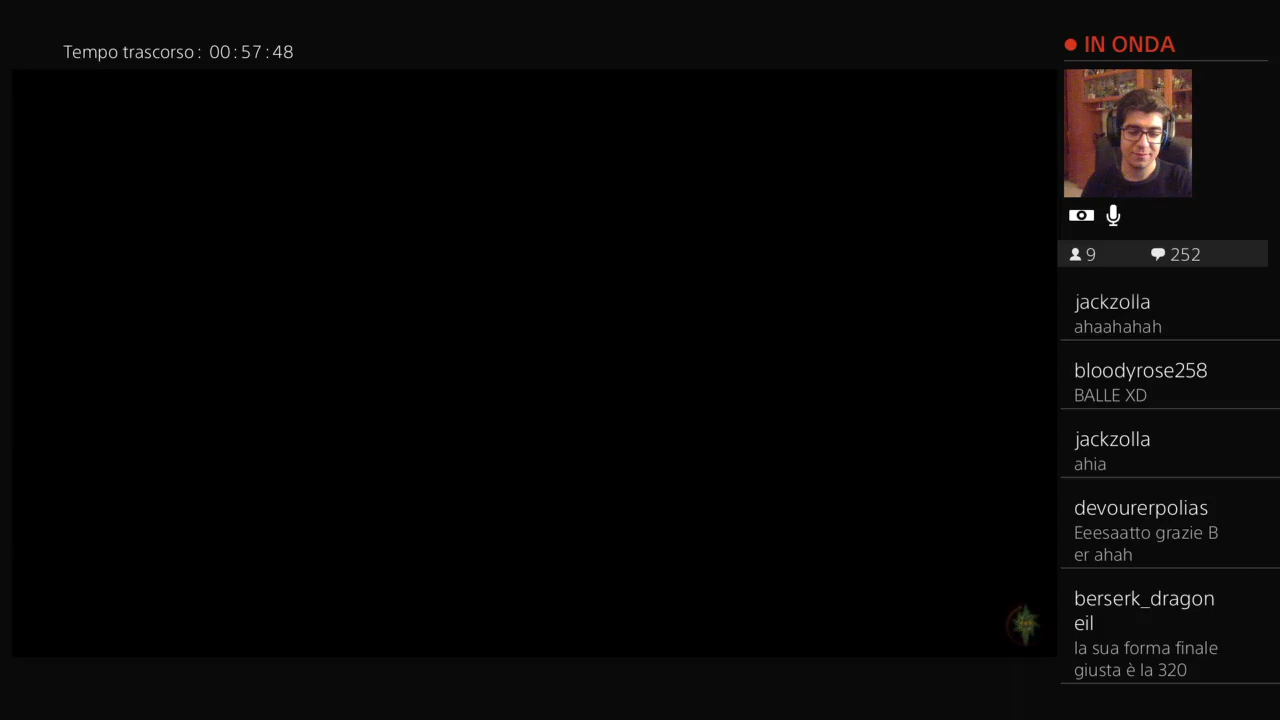 Tempo trascorso: 00:57:48
IN ONDA
9 252
jackzolla
ahaahahah
bloodyrose258
BALLE XD
jackzolla
ahia
devourerpolias
Eeesaatto grazie B
er ahah
berserk_dragon
eil
la sua forma finale
giusta è la 320